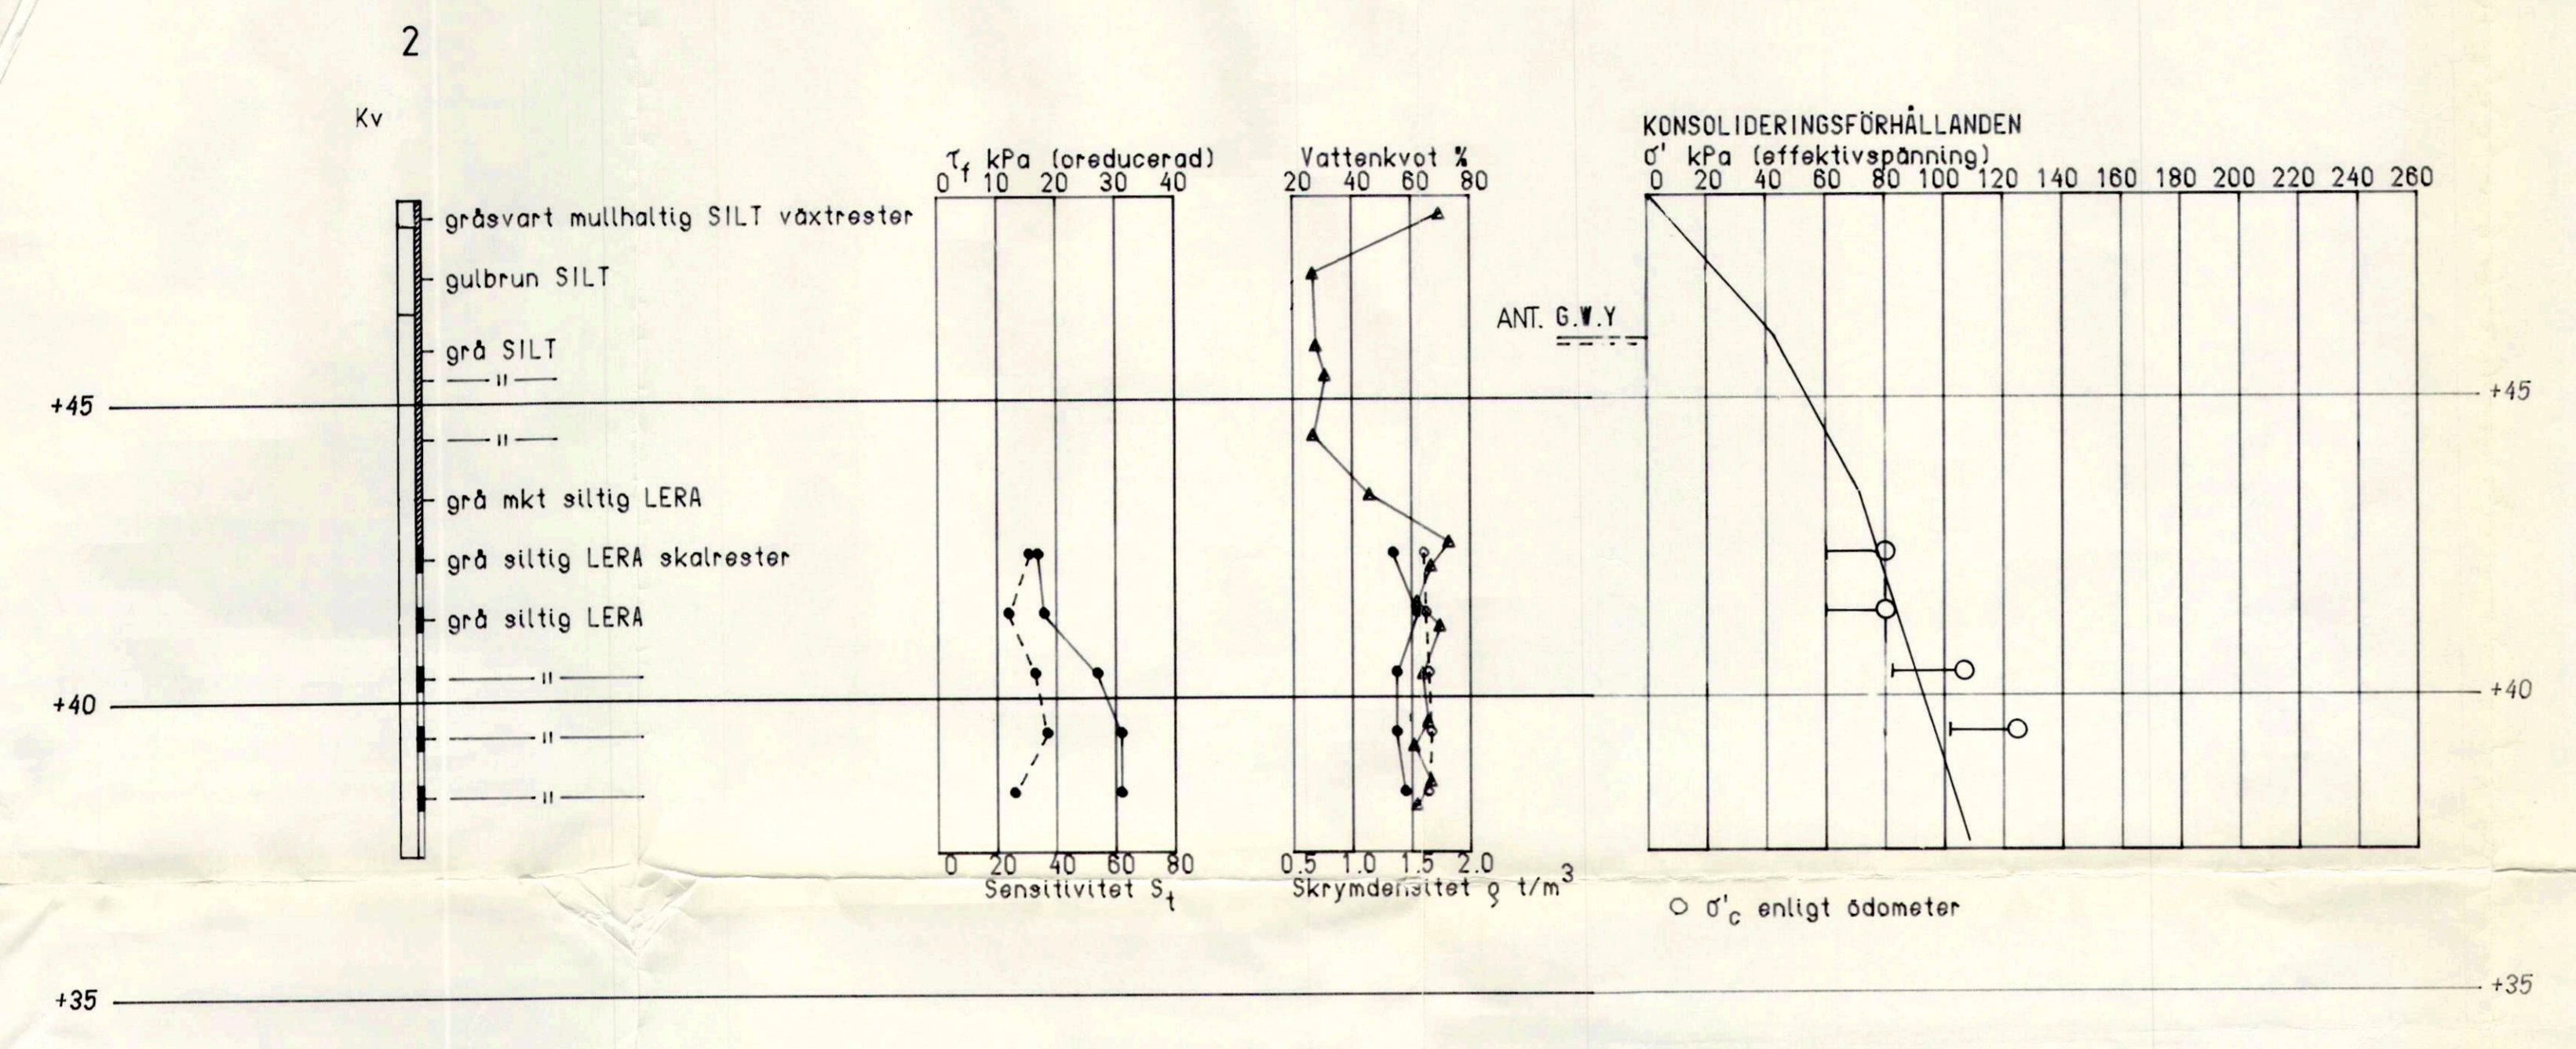 2
Kv
KONSOLIDERINGSFÖRHÅLLANDEN
τf kPa (oreducerad)
Vattenkvot %
σ' kPa (effektivspänning)
0 10 20 30 40
20 40 60 80
0 20 40 60 80 100 120 140 160 180 200 220 240 260
gråsvart mullhaltig SILT växtrester
gulbrun SILT
ANT. G.W.Y
grå SILT
— " —
+45
+45
— " —
grå mkt siltig LERA
grå siltig LERA skalrester
grå siltig LERA
— " —
+40
+40
— " —
— " —
0 20 40 60 80
0.5 1.0 1.5 2.0
Sensitivitet St
Skrymdensitet ρ t/m³
O σ'c enligt ödometer
+35
+35